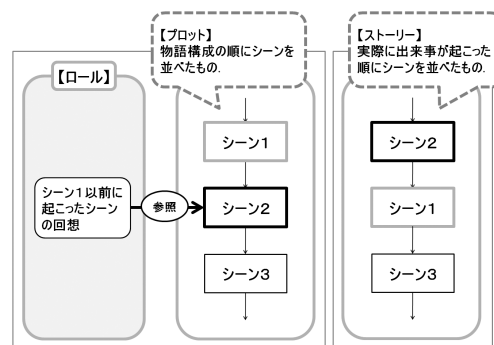 【プロット】
物語構成の順にシーンを
並べたもの.
【ストーリー】
実際に出来事が起こった
順にシーンを並べたもの.
【ロール】
シーン1以前に
起こったシーン
の回想
参照
シーン1
シーン2
シーン3
シーン2
シーン1
シーン3